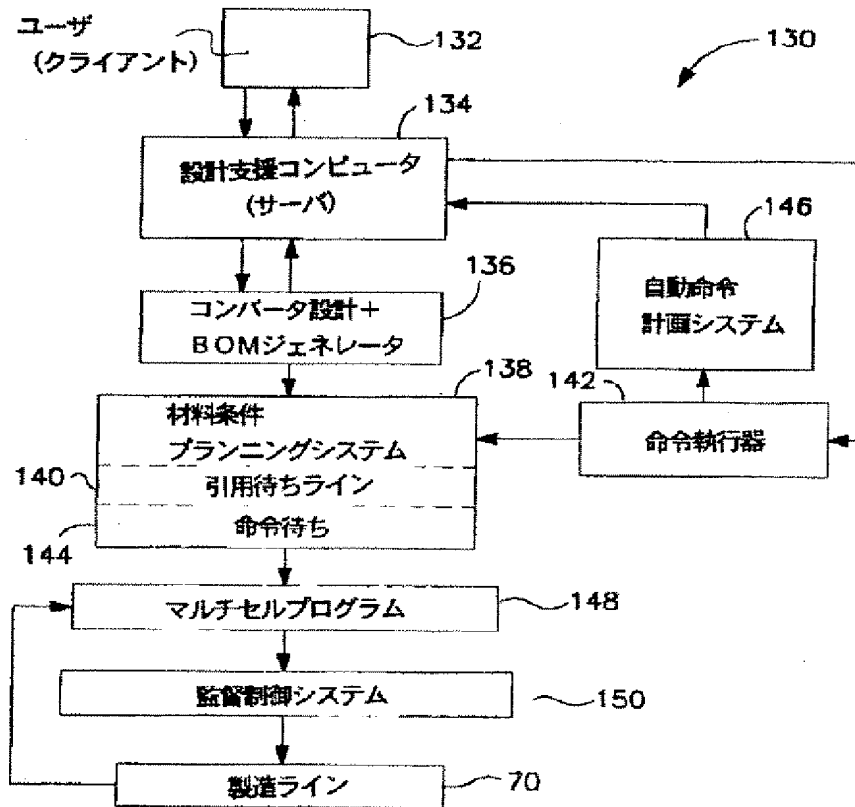 ユーザ
(クライアント)
132
130
134
設計支援コンピュータ
(サーバ)
146
136
自動命令
計画システム
コンバータ設計+
BOMジェネレータ
138
142
材料条件
プランニングシステム
命令執行器
140
引用待ちライン
命令待ち
144
マルチセルプログラム
148
監督制御システム
150
製造ライン
70